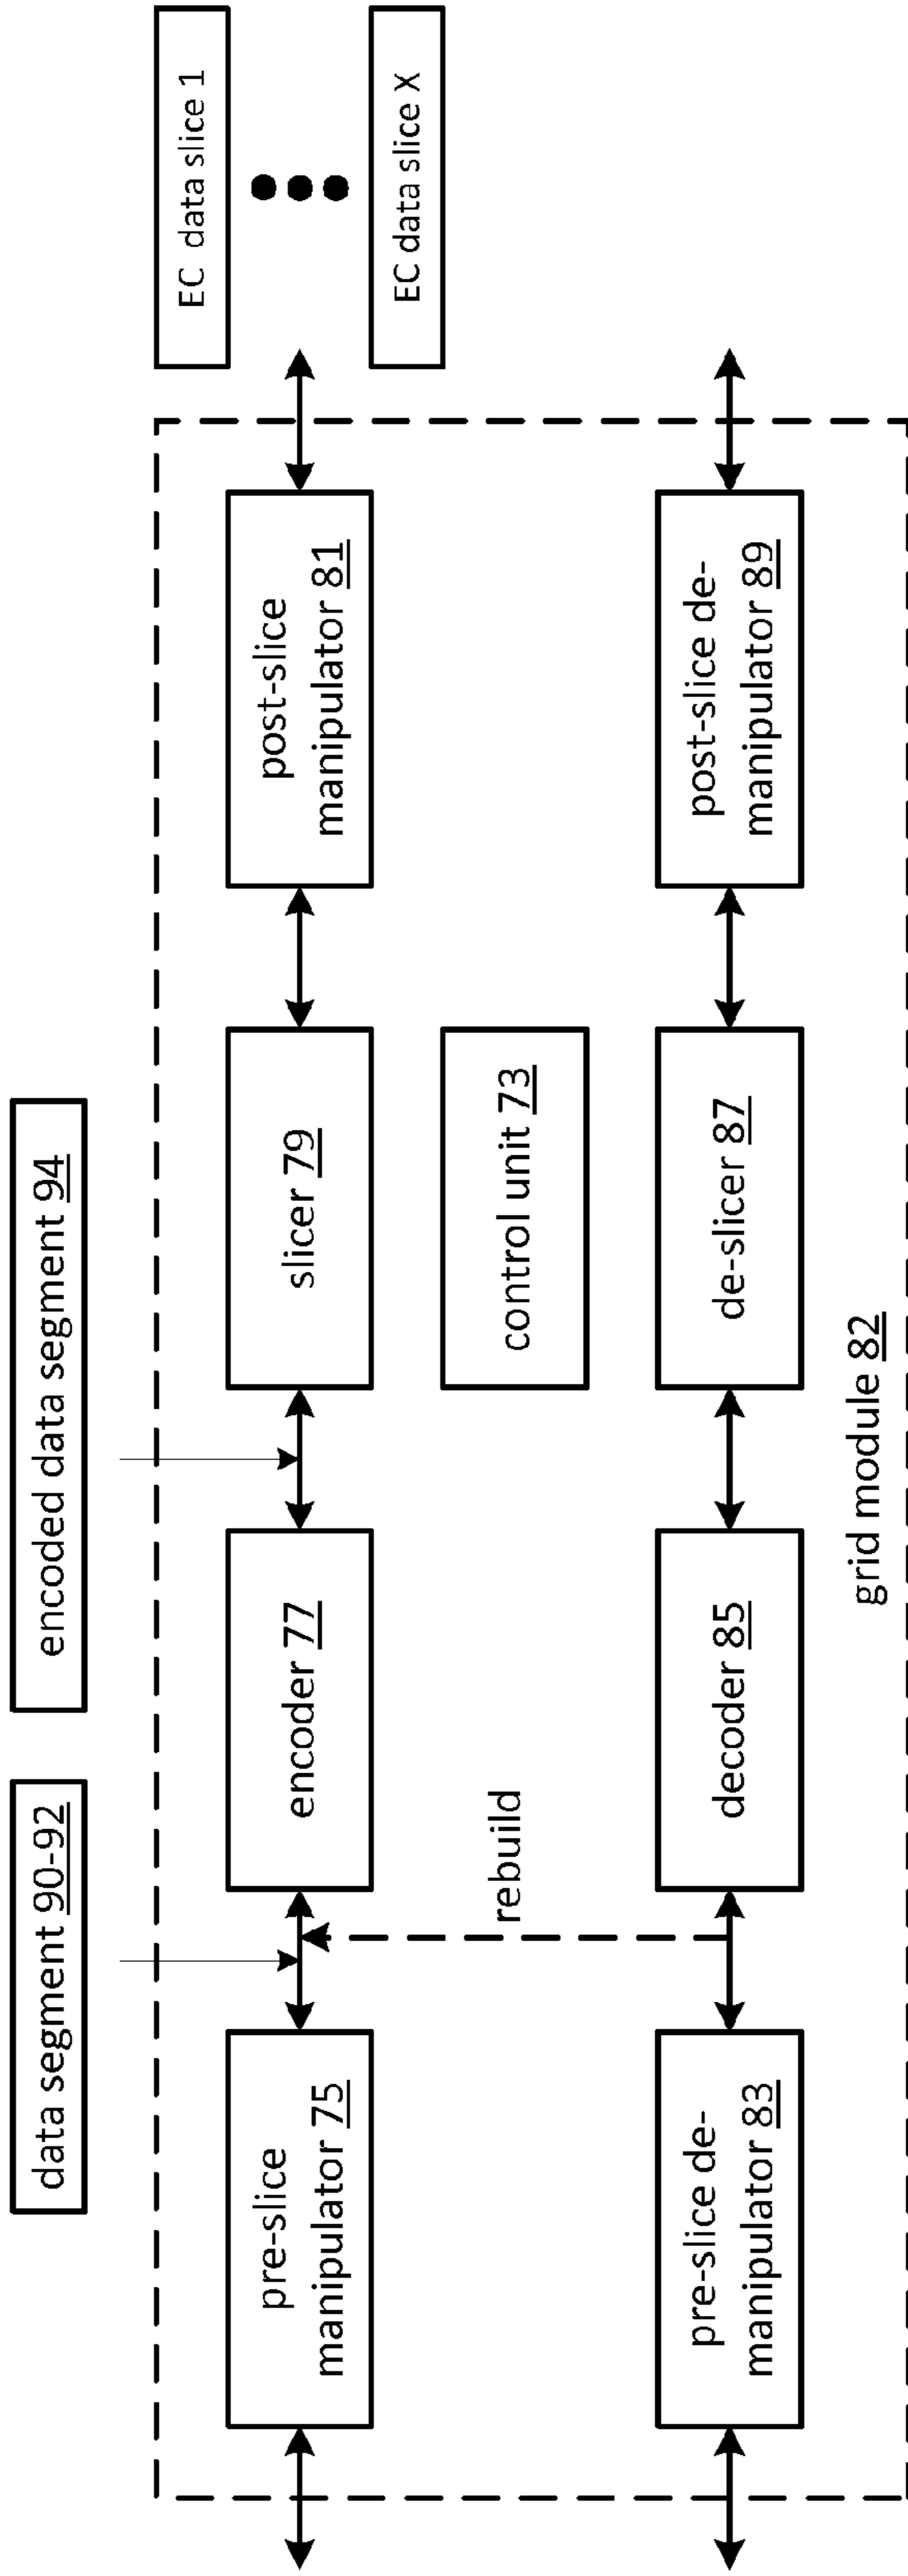 data segment 90-92
encoded data segment 94
EC data slice 1
EC data slice X
pre-slice
manipulator 75
encoder 77
slicer 79
post-slice
manipulator 81
rebuild
control unit 73
pre-slice de-
manipulator 83
decoder 85
de-slicer 87
post-slice de-
manipulator 89
grid module 82